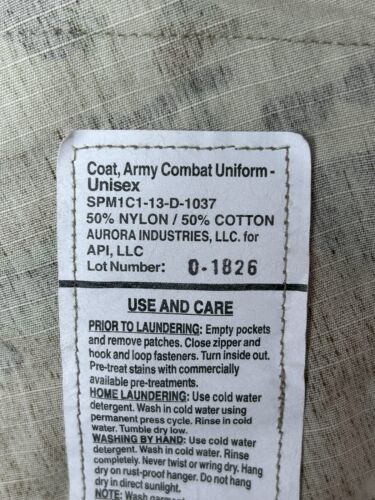 Coat, Army Combat Uniform-
Unisex
SPM1C1-13-D-1037
50% NYLON / 50% COTTON
AURORA INDUSTRIES, LLC. for
API, LLC
Lot Number: 0-1826
USE AND CARE
PRIOR TO LAUNDERING: Empty pockets
and remove patches. Close zipper and
hook and loop fasteners. Turn inside out.
Pre-treat stains with commercially
available pre-treatments.
HOME LAUNDERING: Use cold water
detergent. Wash in cold water using
permanent press cycle. Rinse in cold
water. Tumble dry low.
WASHING BY HAND: Use cold water
detergent. Wash in cold water. Rinse
completely. Never twist or wring dry. Hang
dry on rust-proof hanger. Do not hang
dry in direct sunlight.
NOTE: Wash garment